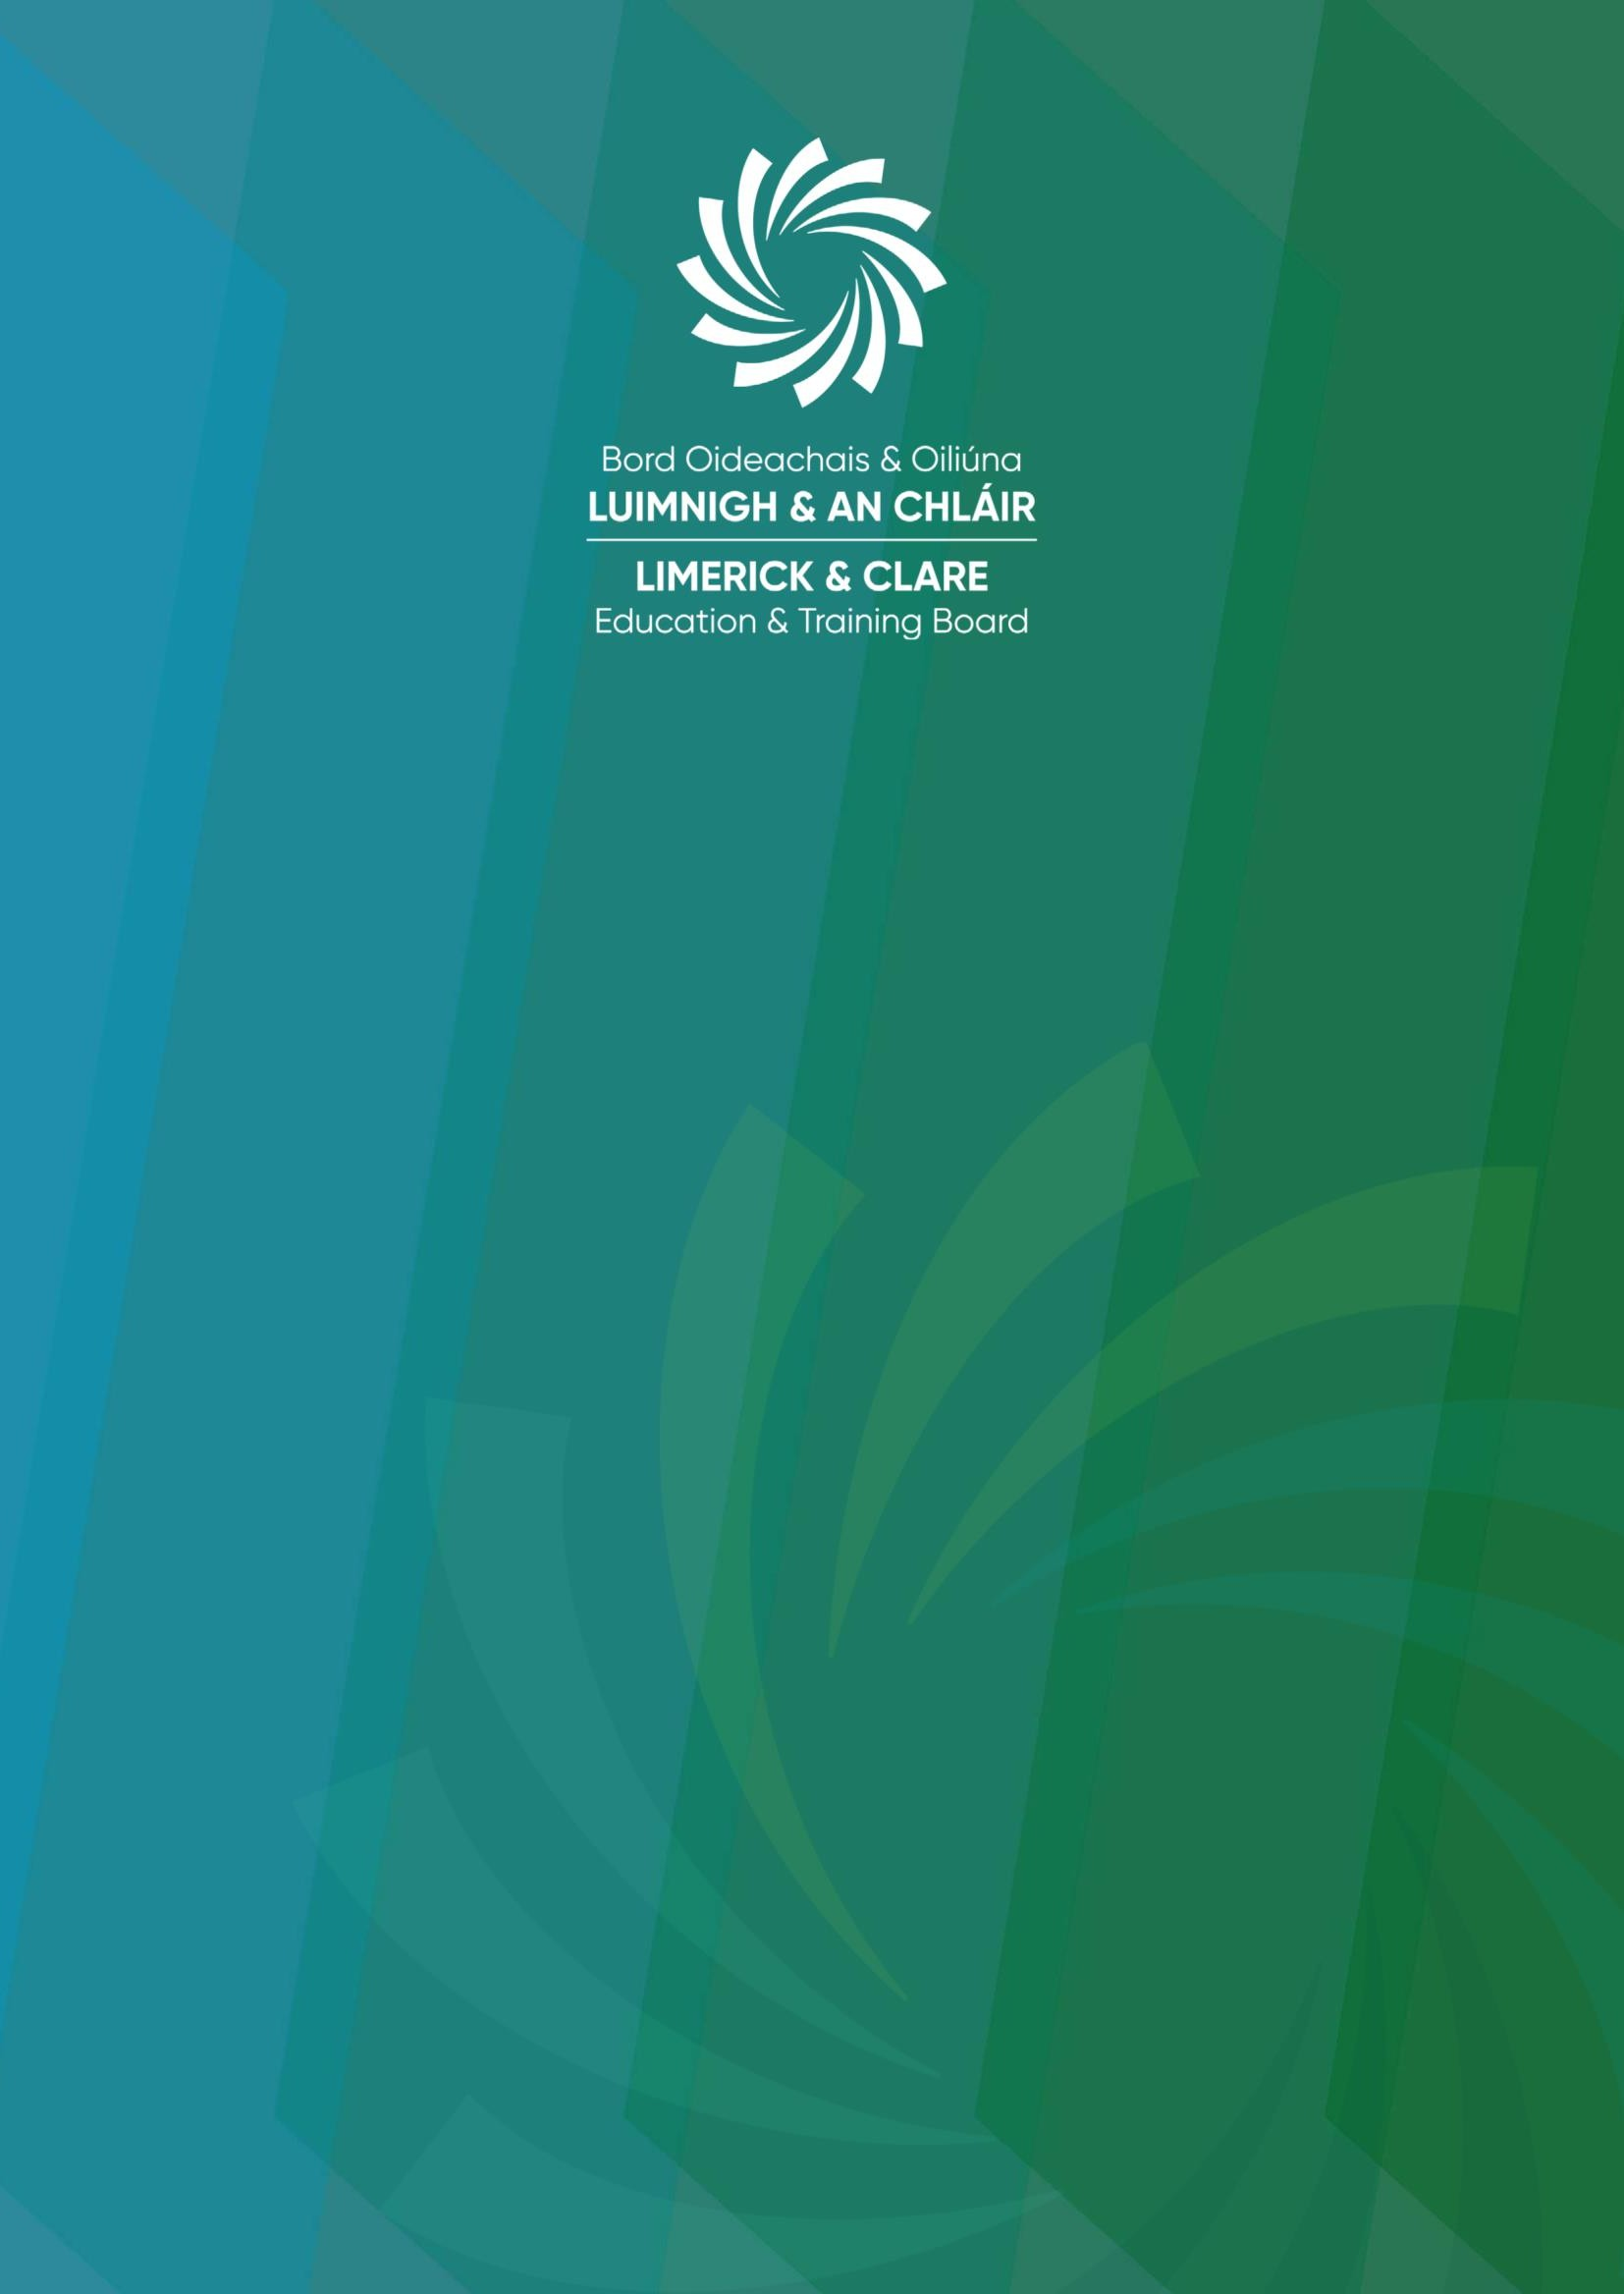 Bord Oideachais & Oiliúna
LUIMNIGH & AN CHLÁIR
LIMERICK & CLARE
Education & Training Board